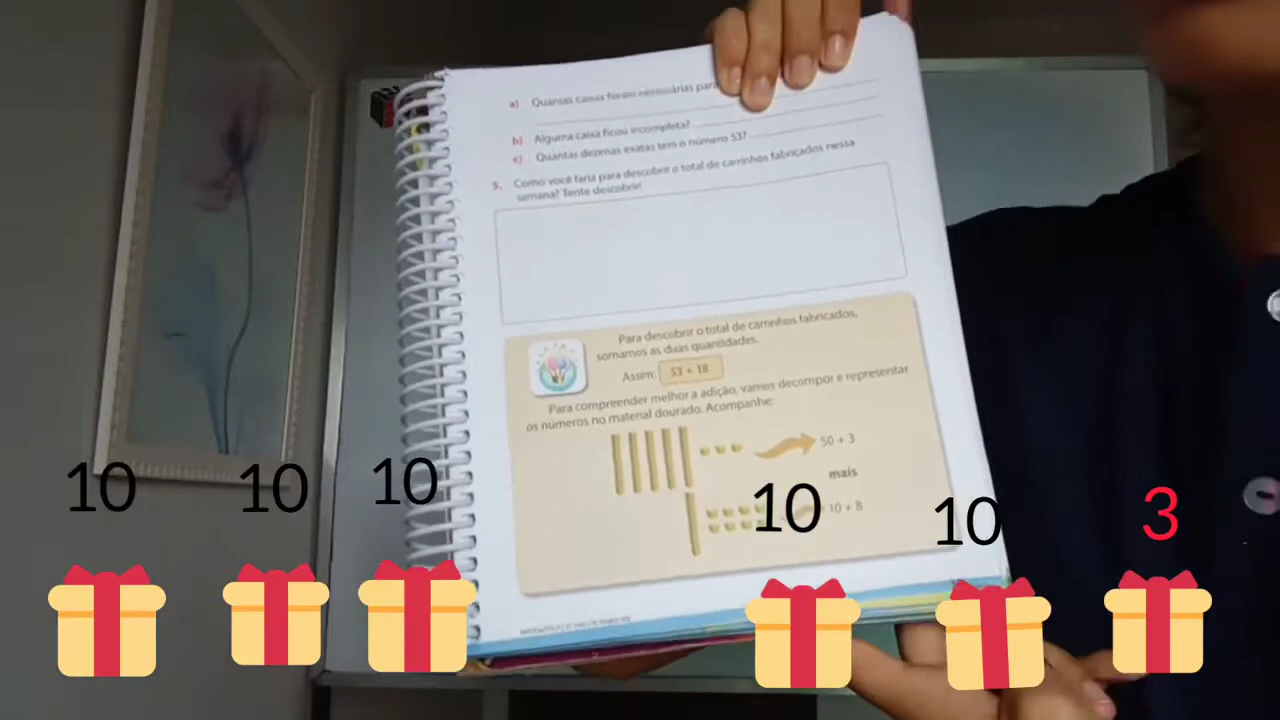 a) Quantas caixas foram necessárias para
b) Alguma caixa ficou incompleta?
c) Quantas dezenas exatas tem o número 53?
5. Como você faria para descobrir o total de carrinhos fabricados nessa
semana? Tente descobrir!
Para descobrir o total de carrinhos fabricados,
somamos as duas quantidades.
Assim: 53 + 18
Para compreender melhor a adição, vamos decompor e representar
os números no material dourado. Acompanhe:
50 + 3
mais
10 + 8
10 10 10 10 10 3